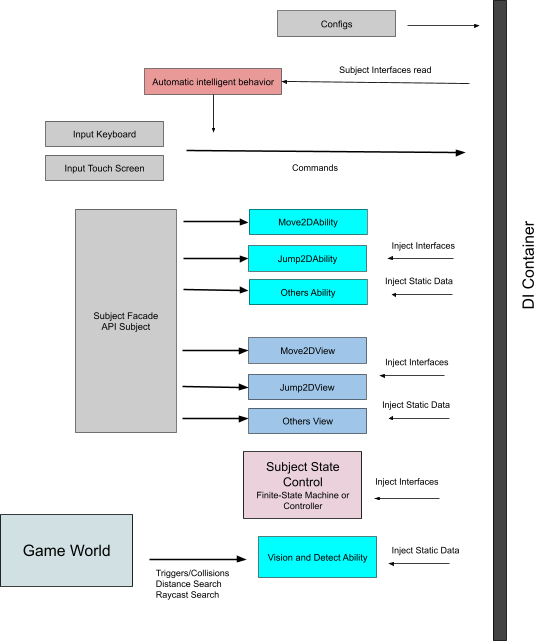 Configs
Subject Interfaces read
Automatic intelligent behavior
Input Keyboard
Input Touch Screen
Commands
Subject Facade
API Subject
Move2DAbility
Jump2DAbility
Others Ability
Inject Interfaces
Inject Static Data
Move2DView
Jump2DView
Others View
Inject Interfaces
Inject Static Data
Subject State
Control
Finite-State Machine or
Controller
Inject Interfaces
Game World
Triggers/Collisions
Distance Search
Raycast Search
Vision and Detect Ability
Inject Static Data
DI Container